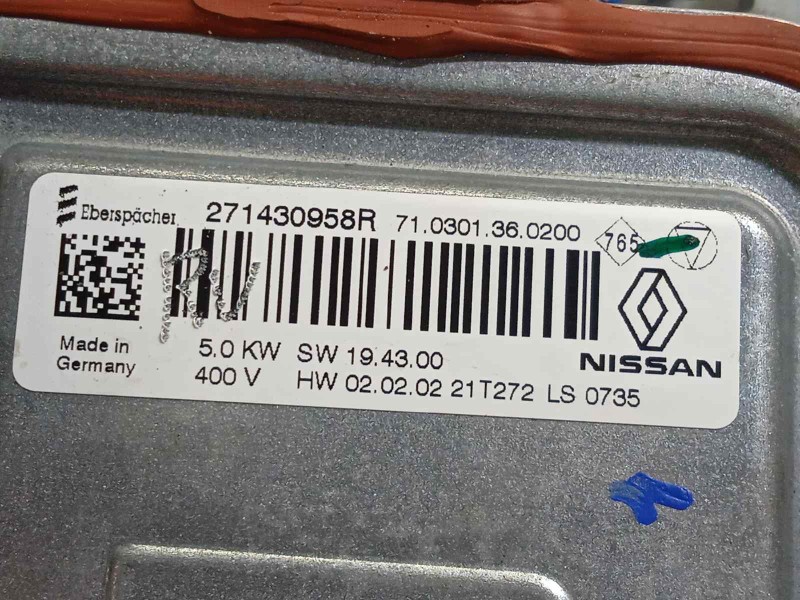 Eberspächer 271430958R 71.0301.36.0200 765
RU
Made in
Germany
5.0 KW SW 19.43.00
400 V HW 02.02.02 21T272 LS 0735
NISSAN